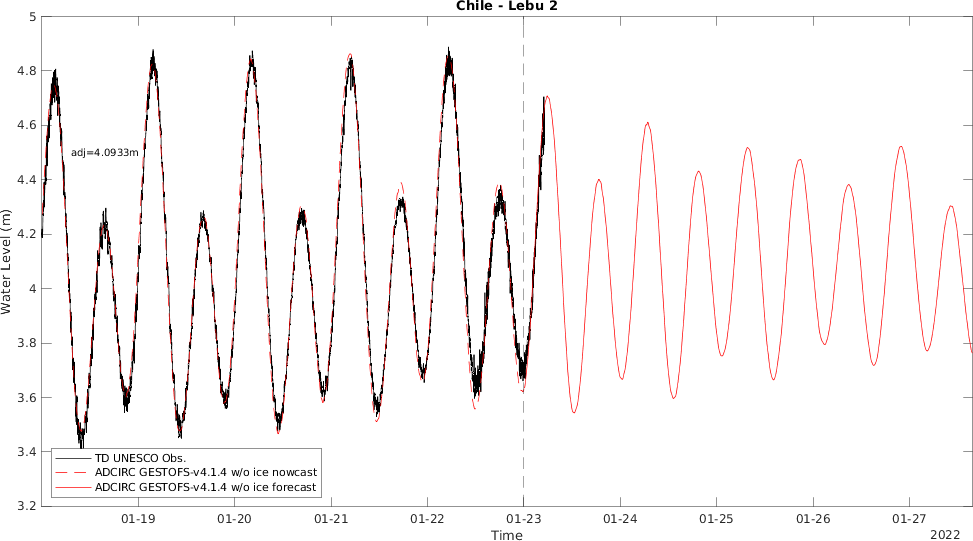 Chile - Lebu 2
5
4.8
4.6
adj=4.0933m
4.4
4.2
4
3.8
3.6
3.4
3.2
Water Level (m)
TD UNESCO Obs.
ADCIRC GESTOFS-v4.1.4 w/o ice nowcast
ADCIRC GESTOFS-v4.1.4 w/o ice forecast
01-19 01-20 01-21 01-22 01-23 01-24 01-25 01-26 01-27
Time
2022